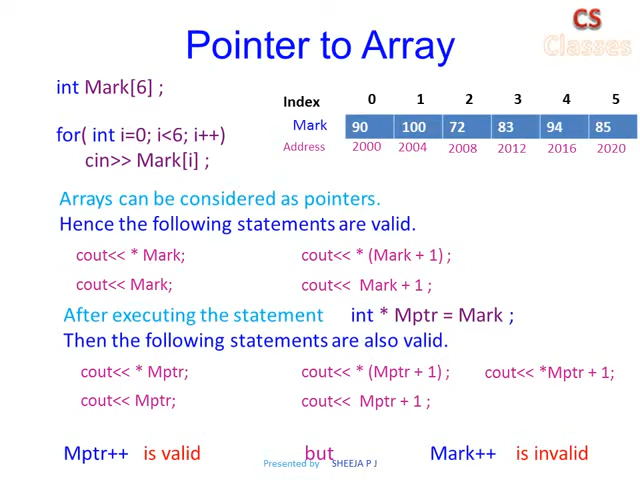 CS
Classes
Pointer to Array
int Mark[6] ;
Index 0 1 2 3 4 5
Mark 90 100 72 83 94 85
Address 2000 2004 2008 2012 2016 2020
for( int i=0; i<6; i++)
cin>> Mark[i] ;
Arrays can be considered as pointers.
Hence the following statements are valid.
cout<< * Mark; cout<< * (Mark + 1) ;
cout<< Mark; cout<< Mark + 1 ;
After executing the statement int * Mptr = Mark ;
Then the following statements are also valid.
cout<< * Mptr; cout<< * (Mptr + 1) ; cout<< *Mptr + 1;
cout<< Mptr; cout<< Mptr + 1 ;
Mptr++ is valid but Mark++ is invalid
Presented by SHEEJA P J